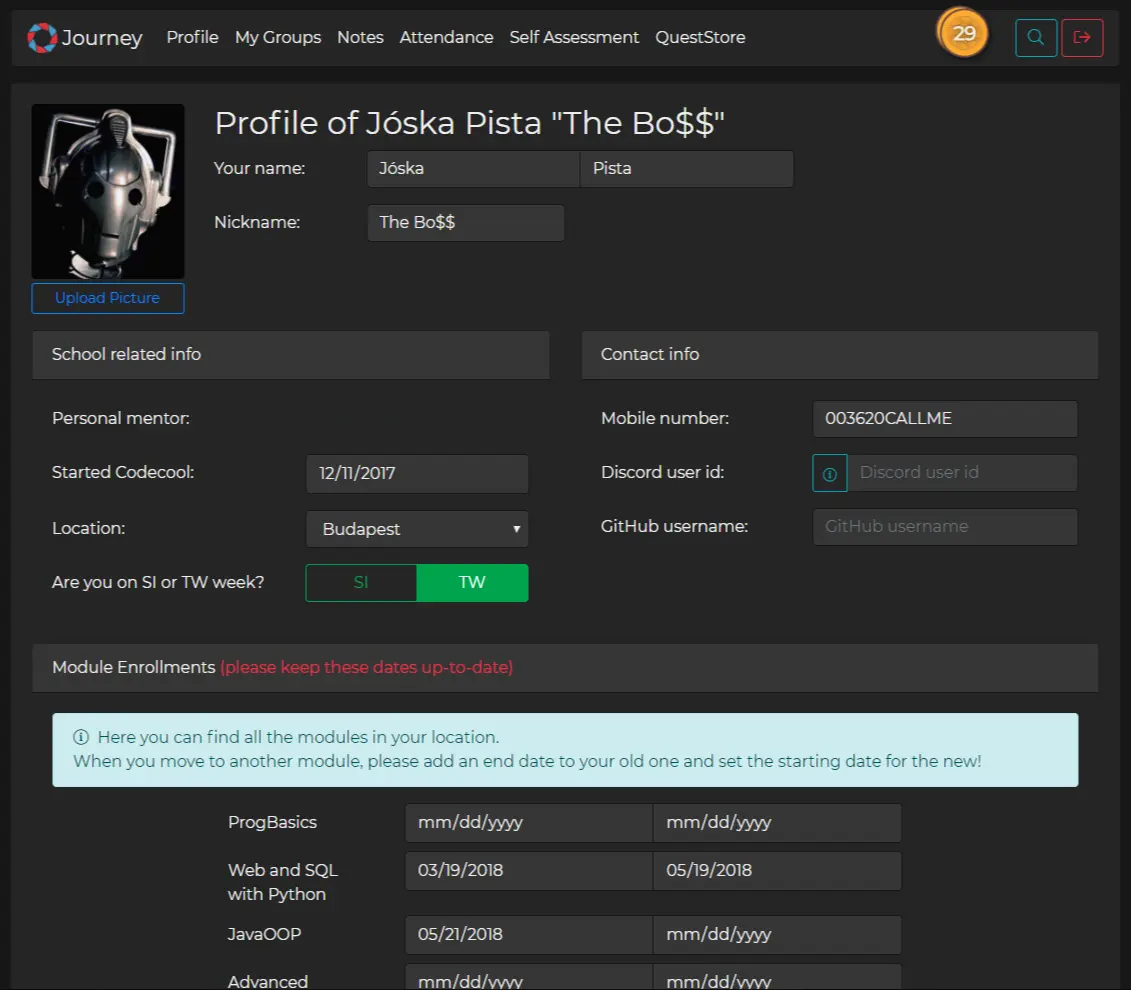 Journey Profile My Groups Notes Attendance Self Assessment QuestStore 29
Profile of Jóska Pista "The Bo$$"
Your name: Jóska Pista
Nickname: The Bo$$
Upload Picture
School related info
Personal mentor:
Started Codecool: 12/11/2017
Location: Budapest
Are you on SI or TW week? SI TW
Contact info
Mobile number: 003620CALLME
Discord user id: Discord user id
GitHub username: GitHub username
Module Enrollments (please keep these dates up-to-date)
Here you can find all the modules in your location.
When you move to another module, please add an end date to your old one and set the starting date for the new!
ProgBasics mm/dd/yyyy mm/dd/yyyy
Web and SQL 03/19/2018 05/19/2018
with Python
JavaOOP 05/21/2018 mm/dd/yyyy
Advanced mm/dd/yyyy mm/dd/yyyy